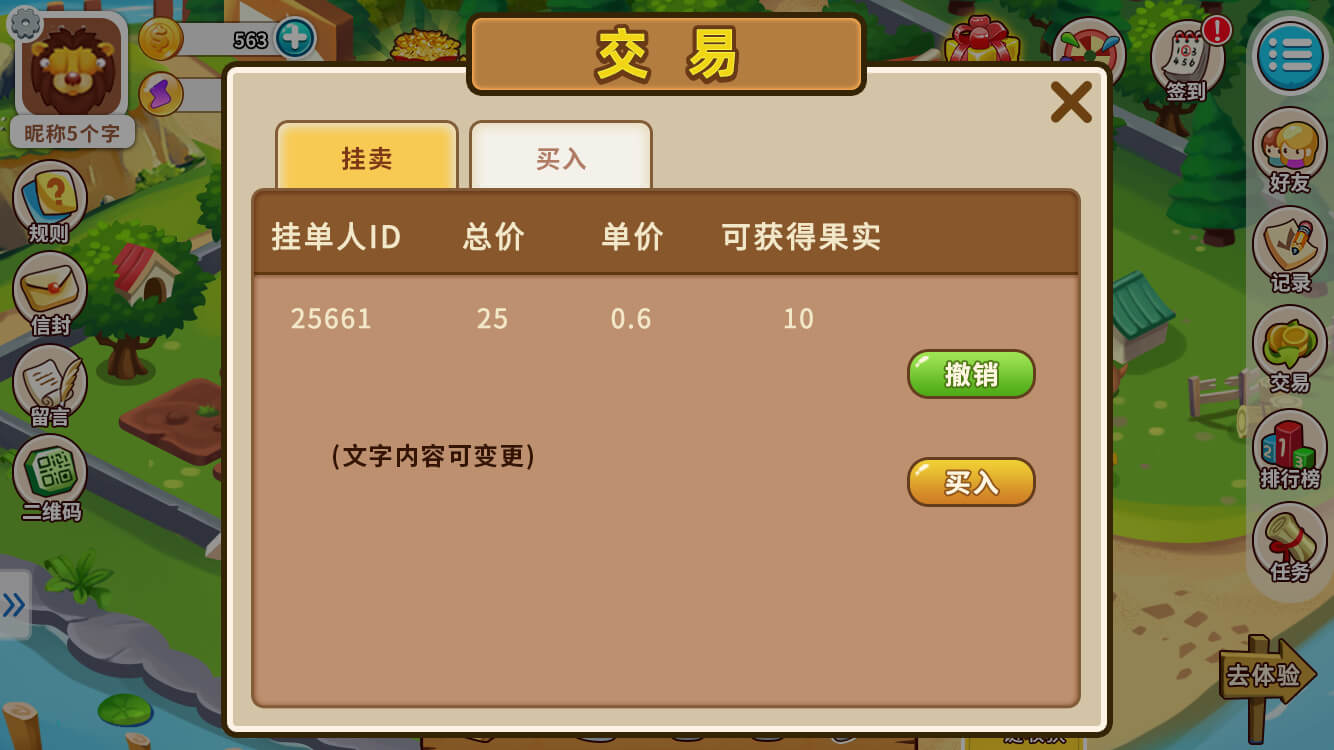 交 易
563
昵称5个字
签到
挂卖
买入
规则
好友
挂单人ID 总价 单价 可获得果实
记录
信封
25661 25 0.6 10
撤销
交易
留言
(文字内容可变更)
买入
排行榜
二维码
任务
去体验